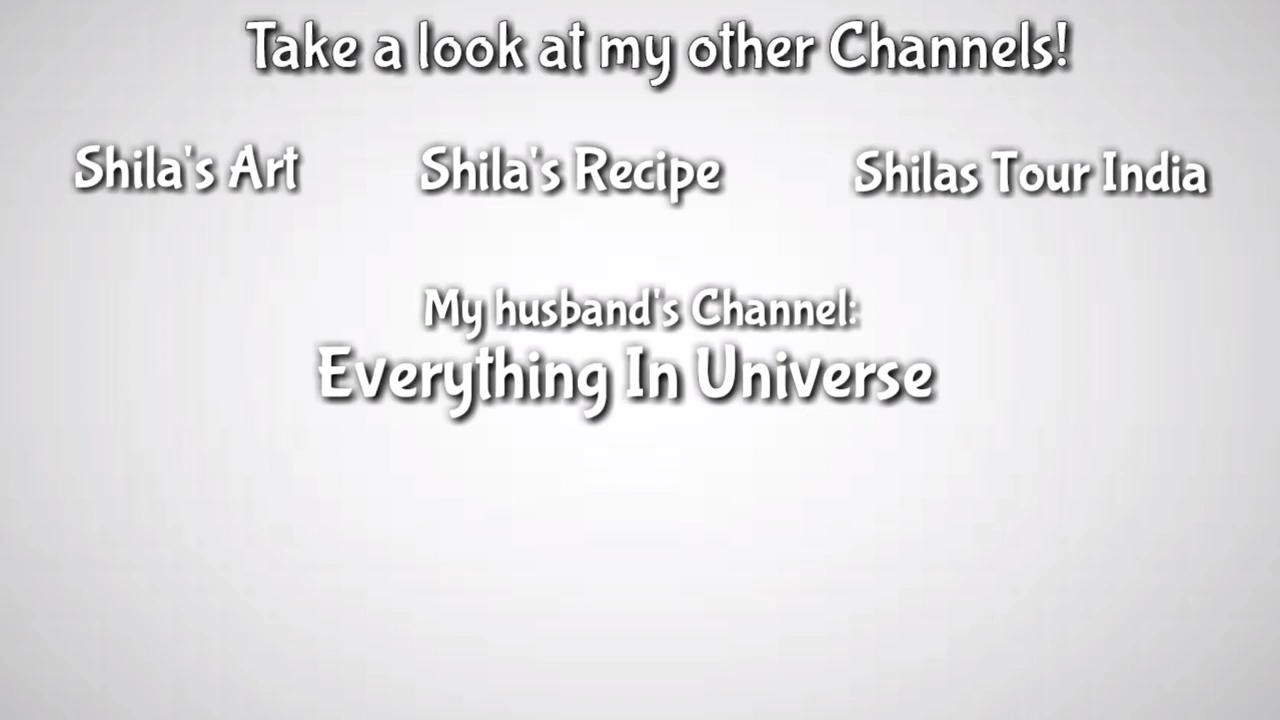 Take a look at my other Channels!
Shila's Art Shila's Recipe Shilas Tour India
My husband's Channel:
Everything In Universe